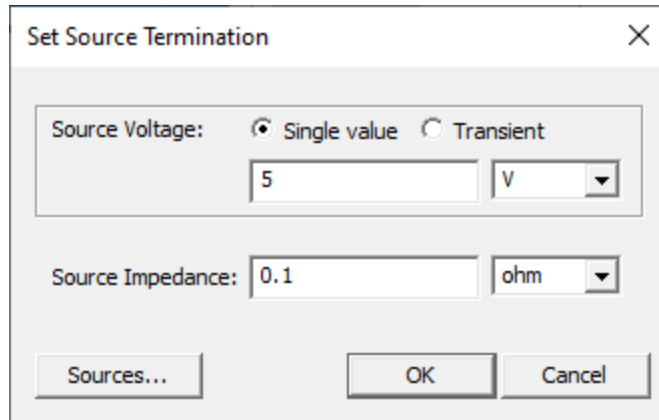 Set Source Termination
Source Voltage: Single value Transient
5 V
Source Impedance: 0.1 ohm
Sources... OK Cancel